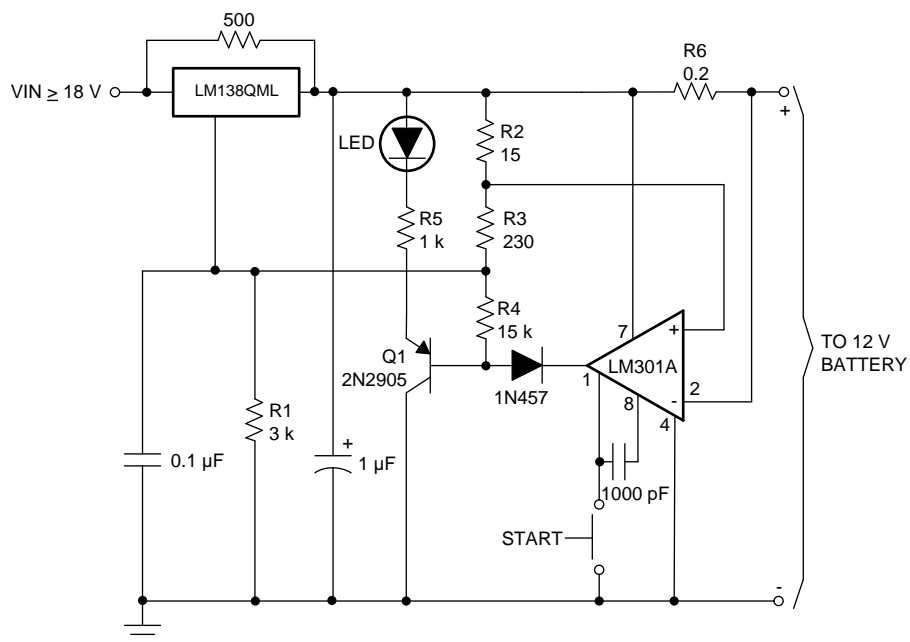 500
VIN ≥ 18 V
LM138QML
R6
0.2
+
LED
R2
15
R5
1 k
R3
230
R4
15 k
7
+
LM301A
TO 12 V
BATTERY
Q1
2N2905
1N457
1
8
2
-
4
R1
3 k
0.1 µF
+
1 µF
1000 pF
START
-